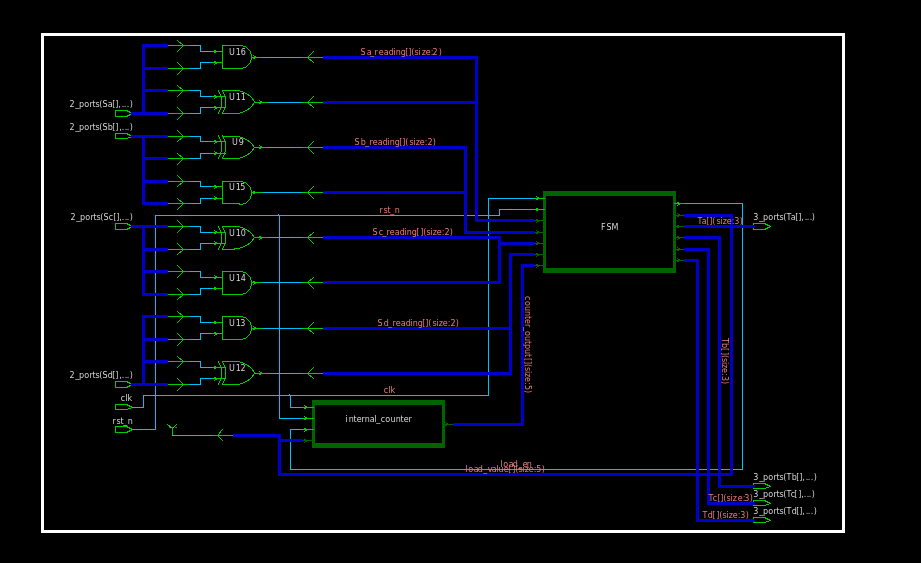 U16
Sa_reading[](size:2)
U11
2_ports(Sa[],...)
2_ports(Sb[],...)
U9
Sb_reading[](size:2)
U15
rst_n
2_ports(Sc[],...)
U10
Sc_reading[](size:2)
FSM
Ta[](size:3)
3_ports(Ta[],...)
U14
U13
Sd_reading[](size:2)
counter_output[](size:5)
Tb[](size:3)
U12
2_ports(Sd[],...)
clk
clk
internal_counter
rst_n
load_en
load_value[](size:5)
3_ports(Tb[],...)
Tc[](size:3)
3_ports(Tc[],...)
Td[](size:3)
3_ports(Td[],...)